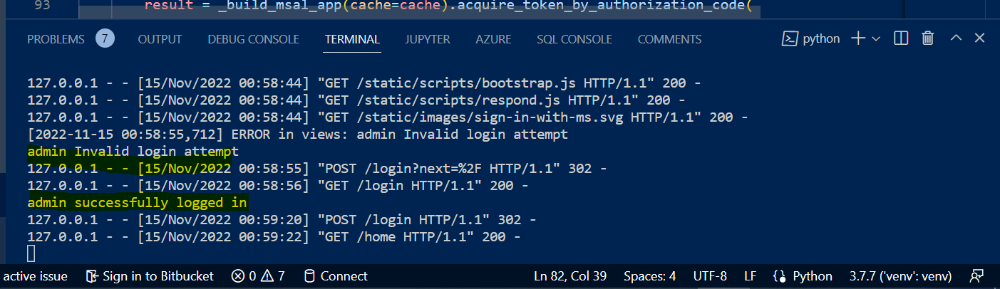 93 result = _build_msal_app(cache=cache).acquire_token_by_authorization_code(
PROBLEMS 7 OUTPUT DEBUG CONSOLE TERMINAL JUPYTER AZURE SQL CONSOLE COMMENTS python
127.0.0.1 - - [15/Nov/2022 00:58:44] "GET /static/scripts/bootstrap.js HTTP/1.1" 200 -
127.0.0.1 - - [15/Nov/2022 00:58:44] "GET /static/scripts/respond.js HTTP/1.1" 200 -
127.0.0.1 - - [15/Nov/2022 00:58:44] "GET /static/images/sign-in-with-ms.svg HTTP/1.1" 200 -
[2022-11-15 00:58:55,712] ERROR in views: admin Invalid login attempt
admin Invalid login attempt
127.0.0.1 - - [15/Nov/2022 00:58:55] "POST /login?next=%2F HTTP/1.1" 302 -
127.0.0.1 - - [15/Nov/2022 00:58:56] "GET /login HTTP/1.1" 200 -
admin successfully logged in
127.0.0.1 - - [15/Nov/2022 00:59:20] "POST /login HTTP/1.1" 302 -
127.0.0.1 - - [15/Nov/2022 00:59:22] "GET /home HTTP/1.1" 200 -
active issue Sign in to Bitbucket 0 7 Connect Ln 82, Col 39 Spaces: 4 UTF-8 LF Python 3.7.7 ('venv': venv)